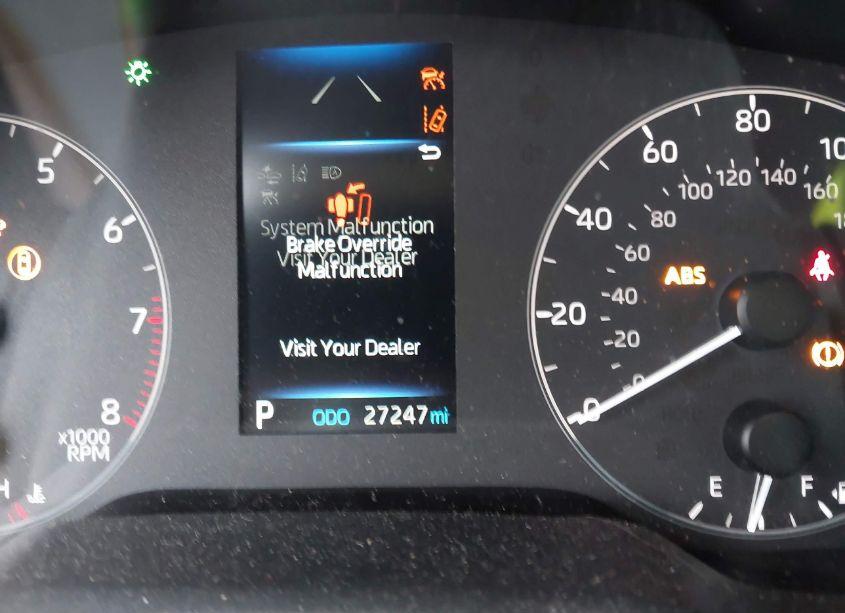 5
6
7
8
x1000
RPM
H
System Malfunction
Brake Override
Visit Your Dealer
Malfunction
Visit Your Dealer
P ODO 27247 mi
0
20
40
60
80
0
20
40
60
80
100
120
140
160
ABS
E F